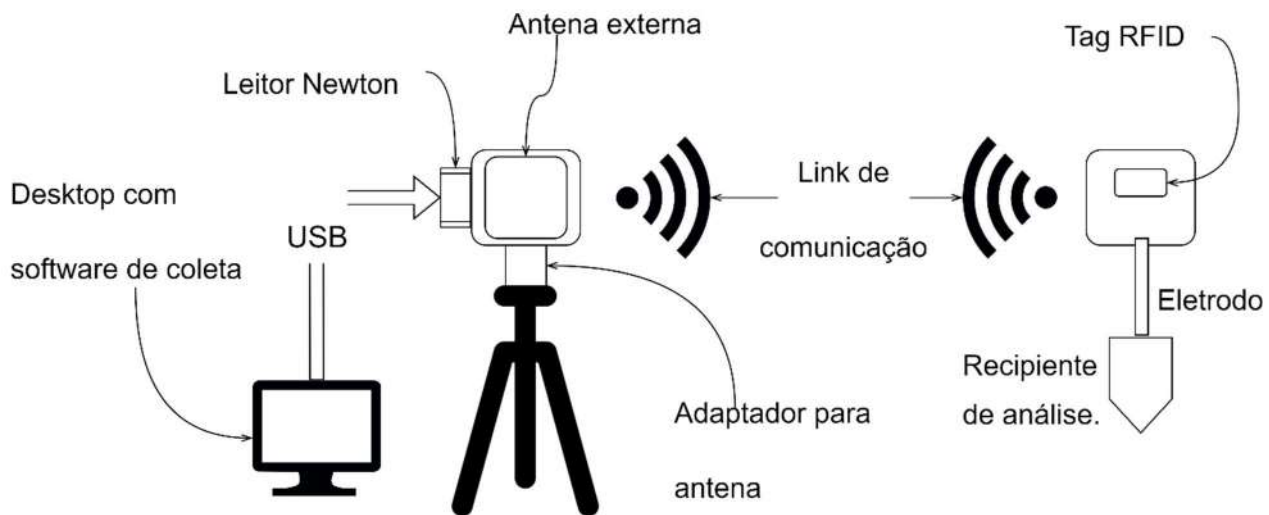 Antena externa
Tag RFID
Leitor Newton
Desktop com
software de coleta
USB
Link de
comunicação
Eletrodo
Recipiente
de análise.
Adaptador para
antena